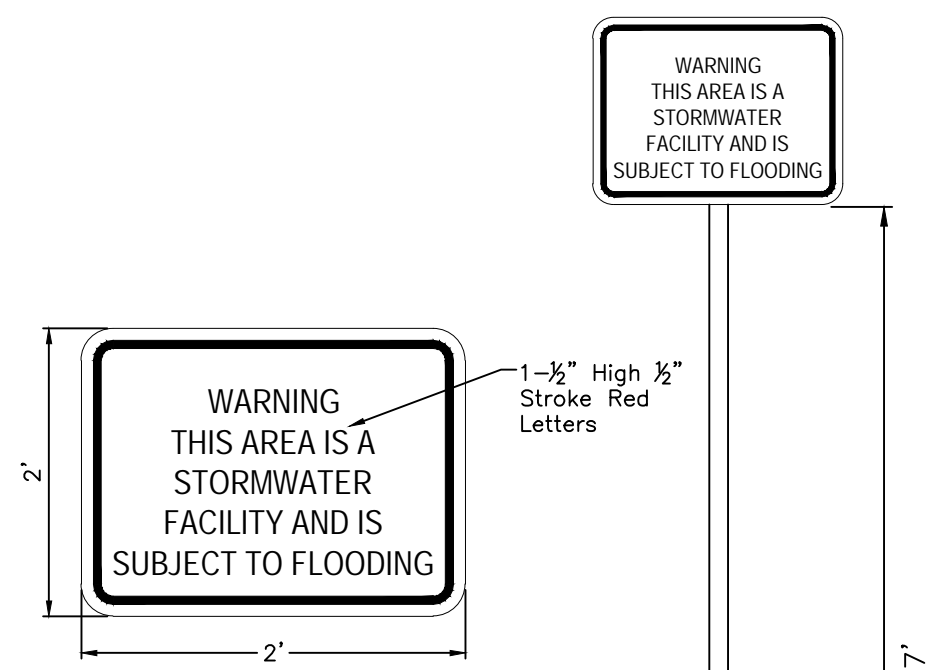 WARNING
THIS AREA IS A
STORMWATER
FACILITY AND IS
SUBJECT TO FLOODING
WARNING
THIS AREA IS A
STORMWATER
FACILITY AND IS
SUBJECT TO FLOODING
1-½” High ½”
Stroke Red
Letters
2’
2’
7’